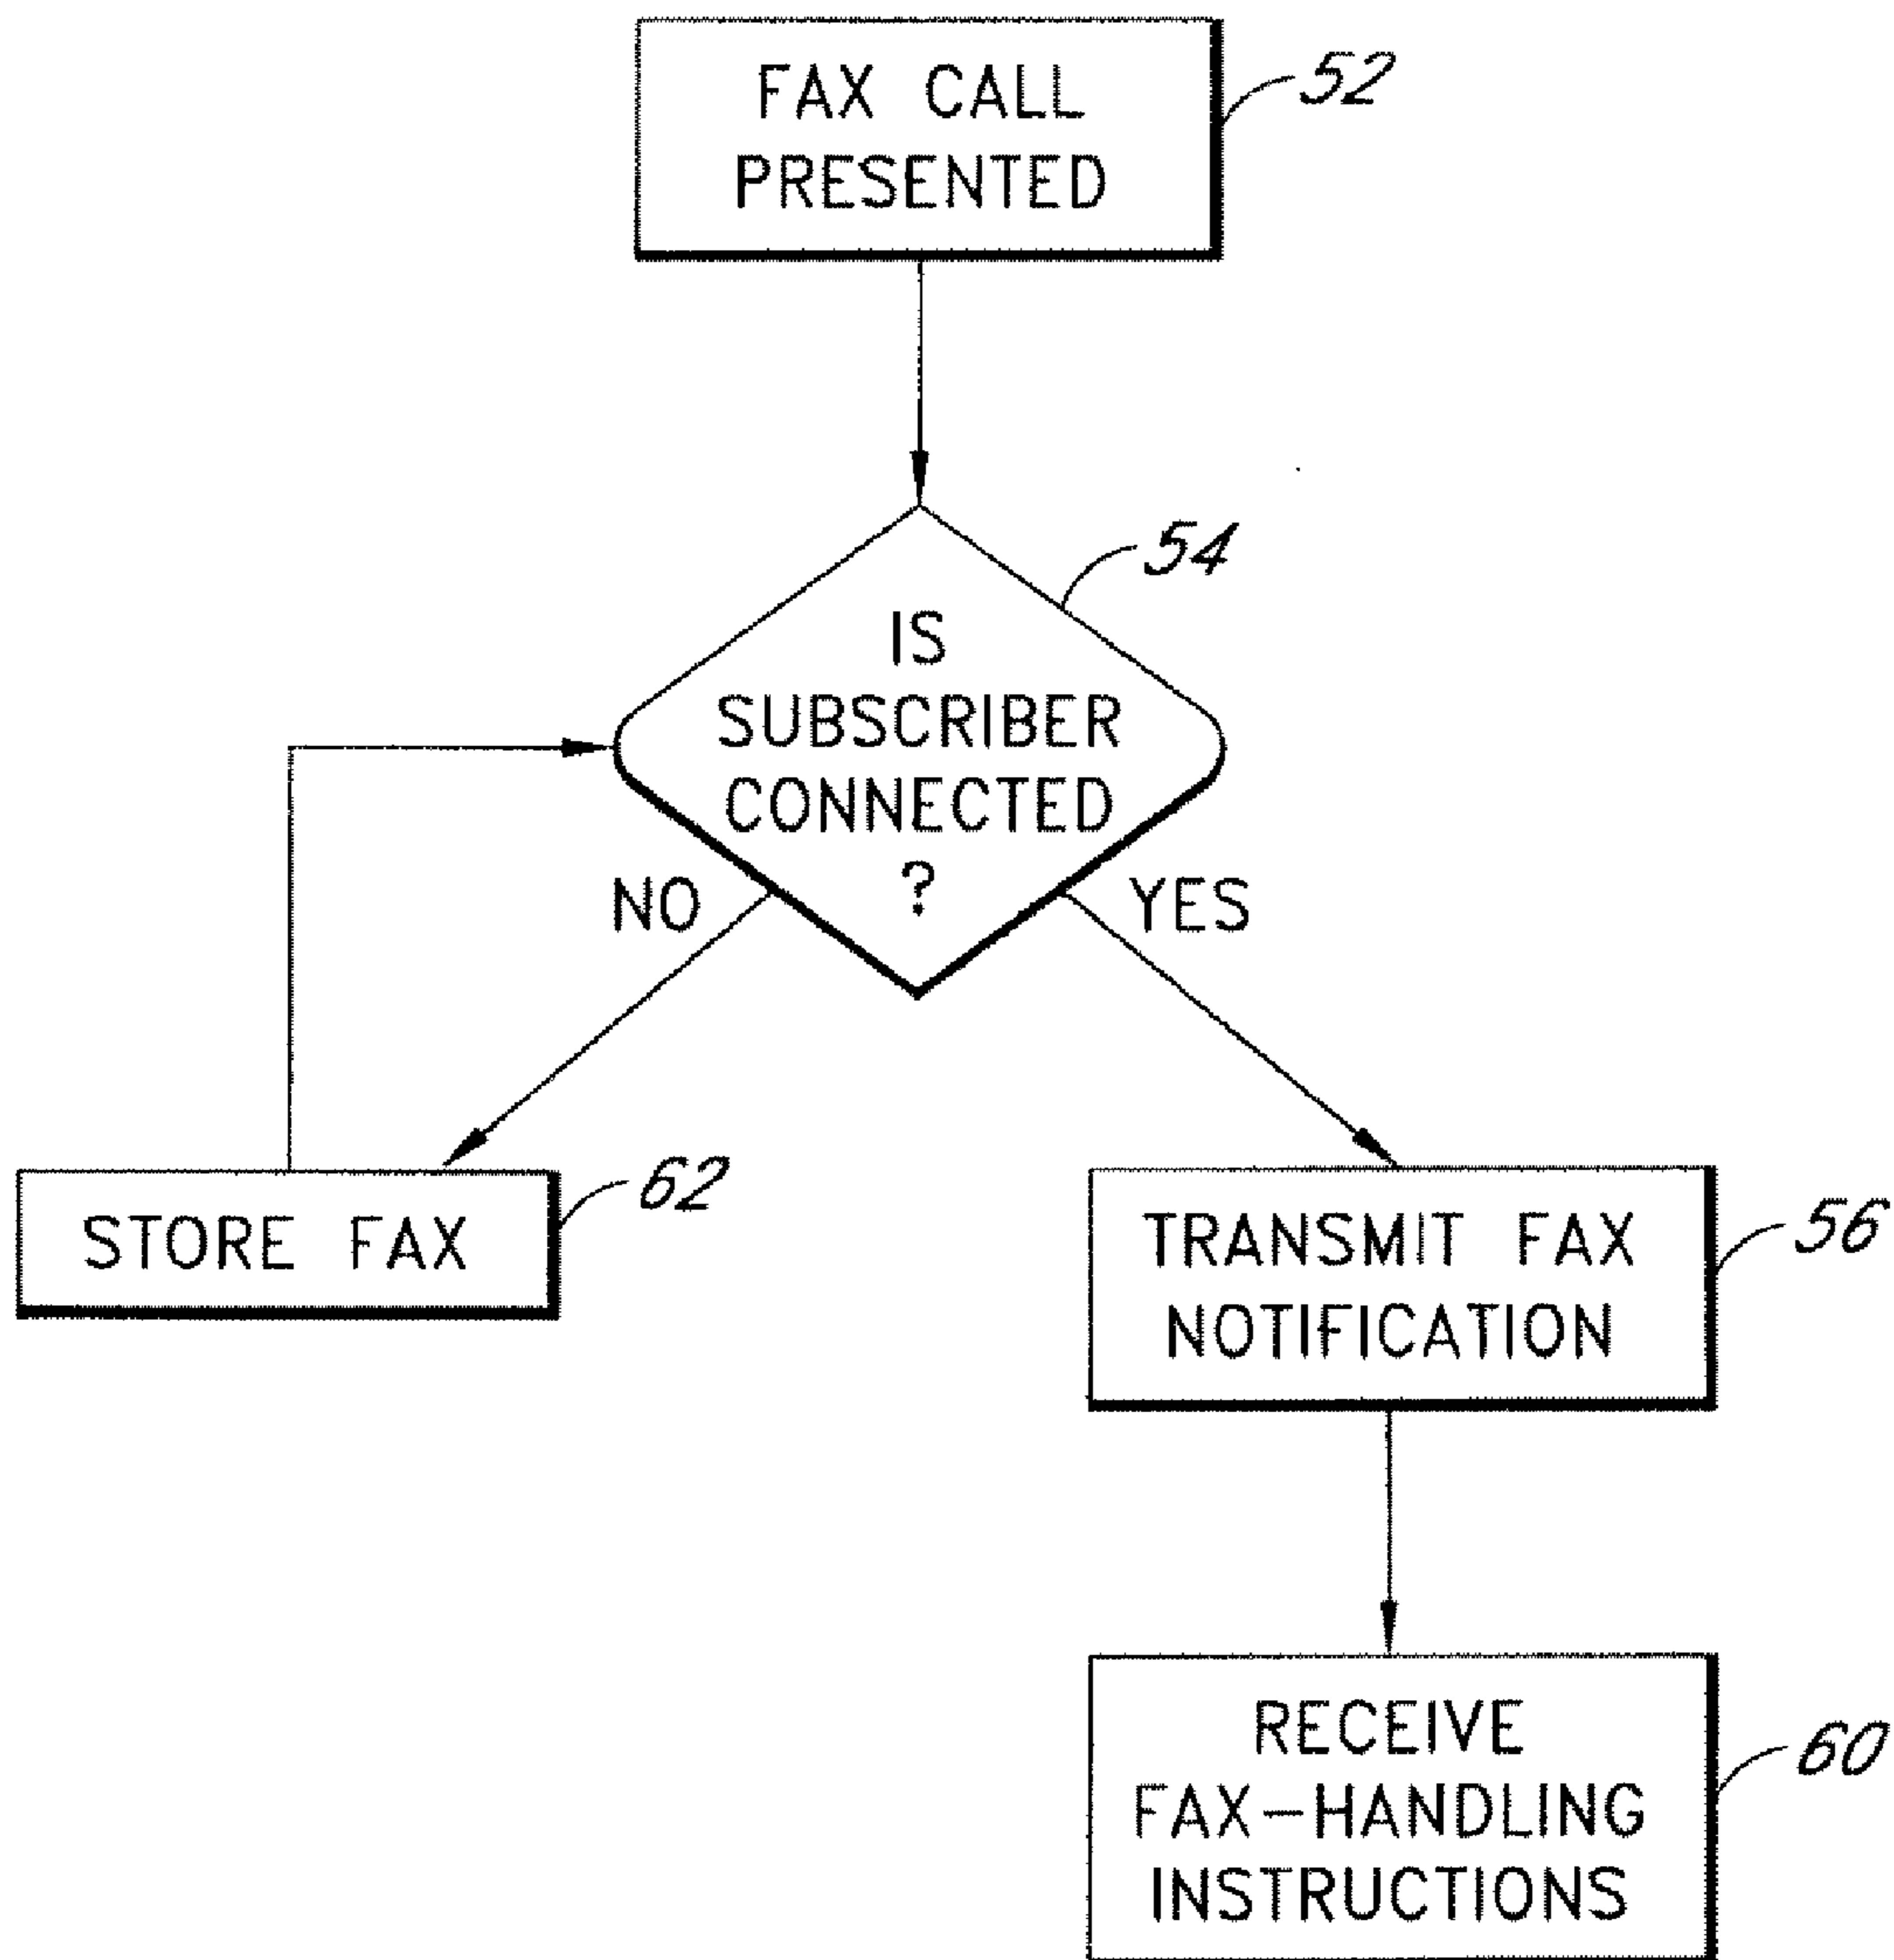 FAX CALL
PRESENTED
52
54
IS
SUBSCRIBER
CONNECTED
?
NO
YES
STORE FAX
62
TRANSMIT FAX
NOTIFICATION
56
RECEIVE
FAX-HANDLING
INSTRUCTIONS
60